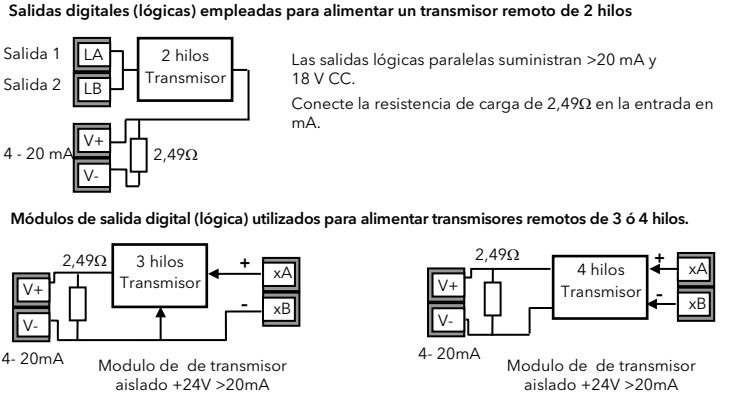 Salidas digitales (lógicas) empleadas para alimentar un transmisor remoto de 2 hilos
Salida 1
LA
2 hilos
Transmisor
Salida 2
LB
Las salidas lógicas paralelas suministran >20 mA y
18 V CC.
Conecte la resistencia de carga de 2,49Ω en la entrada en
mA.
V+
4 - 20 mA
2,49Ω
V-
Módulos de salida digital (lógica) utilizados para alimentar transmisores remotos de 3 ó 4 hilos.
2,49Ω
3 hilos
Transmisor
+
xA
V+
-
xB
V-
4- 20mA
Modulo de de transmisor
aislado +24V >20mA
2,49Ω
4 hilos
Transmisor
+
xA
V+
-
xB
V-
4- 20mA
Modulo de de transmisor
aislado +24V >20mA